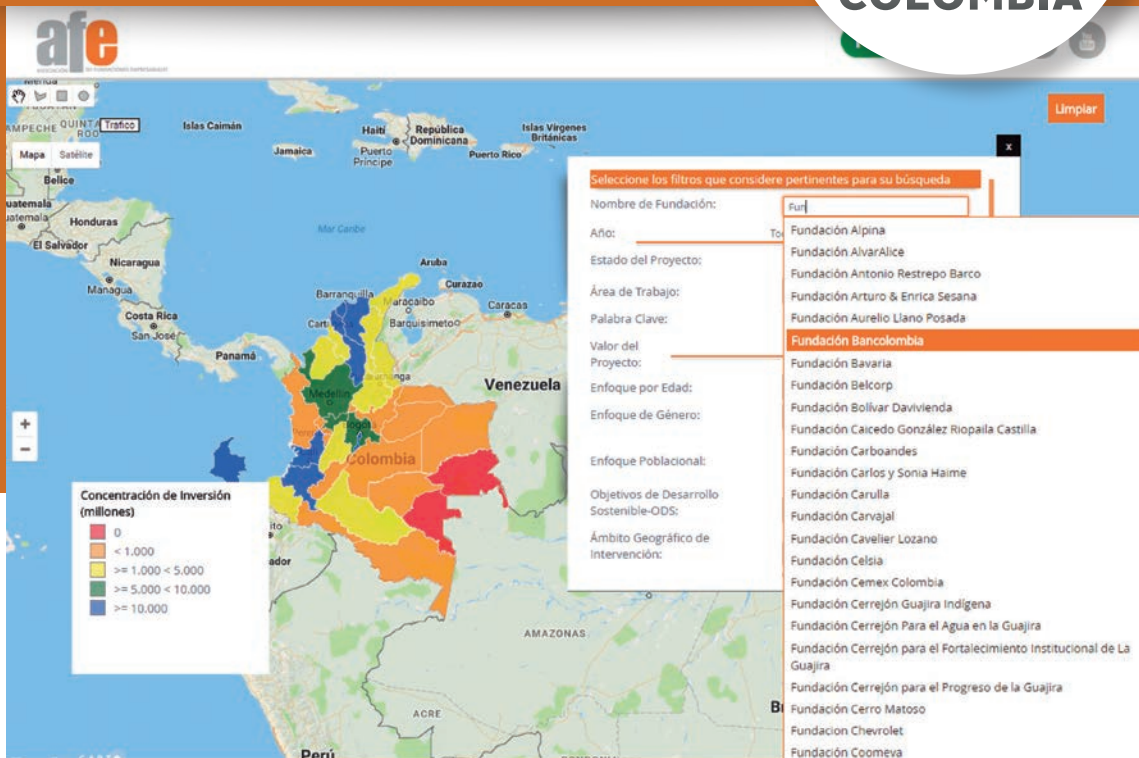 COLOMBIA
afe
Limpiar
Trafico
Mapa
Satélite
QUINTA
ROO
Belice
Honduras
El Salvador
Nicaragua
Managua
Costa Rica
San José
Panamá
Islas Caimán
Jamaica
Haití
Puerto
Príncipe
República
Dominicana
Puerto Rico
Islas Vírgenes
Británicas
Mar Caribe
Aruba
Curazao
Barranquilla
Maracaibo
Caracas
Barquisimeto
Medellín
Bogotá
Venezuela
Colombia
AMAZONAS
ACRE
Perú
+
−
Concentración de Inversión
(millones)
0
< 1.000
>= 1.000 < 5.000
>= 5.000 < 10.000
>= 10.000
x
Seleccione los filtros que considere pertinentes para su búsqueda
Nombre de Fundación:
Fun
Año:
Estado del Proyecto:
Área de Trabajo:
Palabra Clave:
Valor del
Proyecto:
Enfoque por Edad:
Enfoque de Género:
Enfoque Poblacional:
Objetivos de Desarrollo
Sostenible-ODS:
Ámbito Geográfico de
Intervención:
Fundación Alpina
Fundación AlvarAlice
Fundación Antonio Restrepo Barco
Fundación Arturo & Enrica Sesana
Fundación Aurelio Llano Posada
Fundación Bancolombia
Fundación Bavaria
Fundación Belcorp
Fundación Bolívar Davivienda
Fundación Caicedo González Riopaila Castilla
Fundación Carboandes
Fundación Carlos y Sonia Haime
Fundación Carulla
Fundación Carvajal
Fundación Cavelier Lozano
Fundación Celsia
Fundación Cemex Colombia
Fundación Cerrejón Guajira Indígena
Fundación Cerrejón Para el Agua en la Guajira
Fundación Cerrejón para el Fortalecimiento Institucional de La
Guajira
Fundación Cerrejón para el Progreso de la Guajira
Fundación Cerro Matoso
Fundacion Chevrolet
Fundación Coomeva